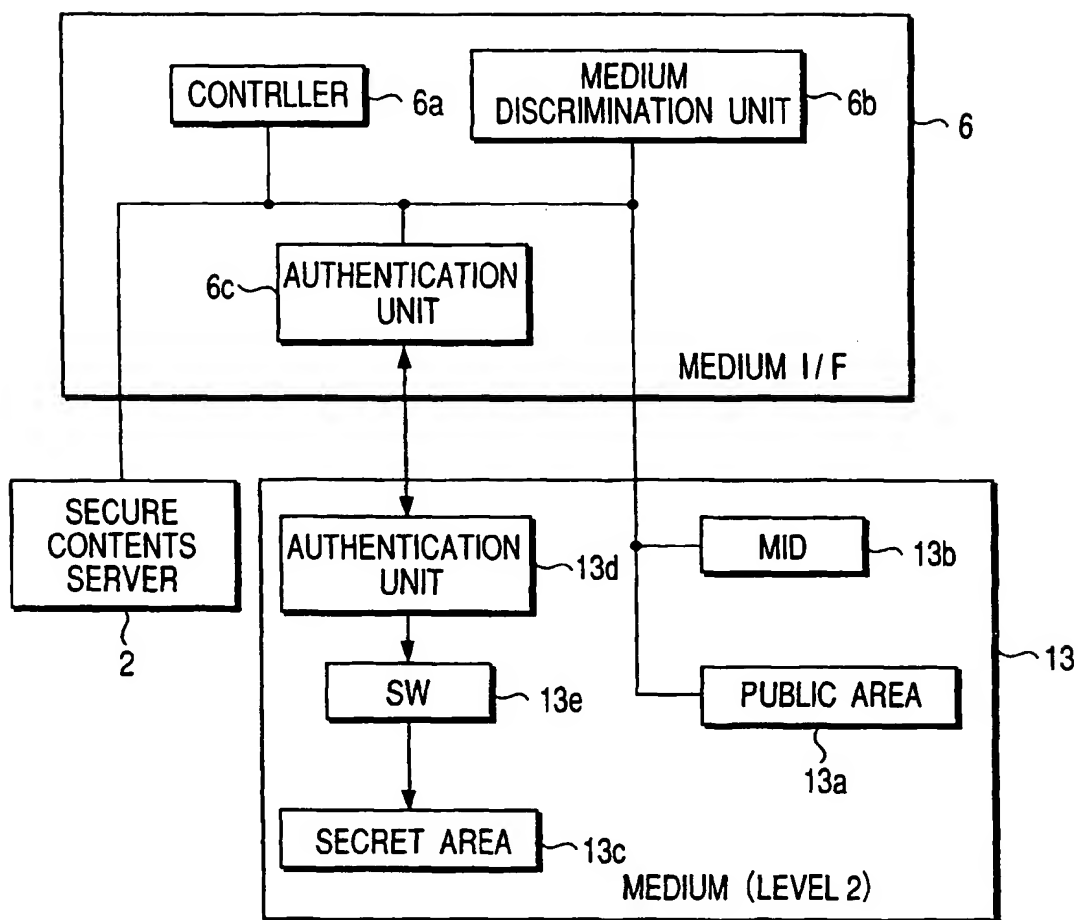 CONTRLLER
6a
MEDIUM
DISCRIMINATION UNIT
6b
6
6c
AUTHENTICATION
UNIT
MEDIUM I/F
SECURE
CONTENTS
SERVER
2
AUTHENTICATION
UNIT
13d
MID
13b
13
SW
13e
PUBLIC AREA
13a
SECRET AREA
13c
MEDIUM (LEVEL 2)